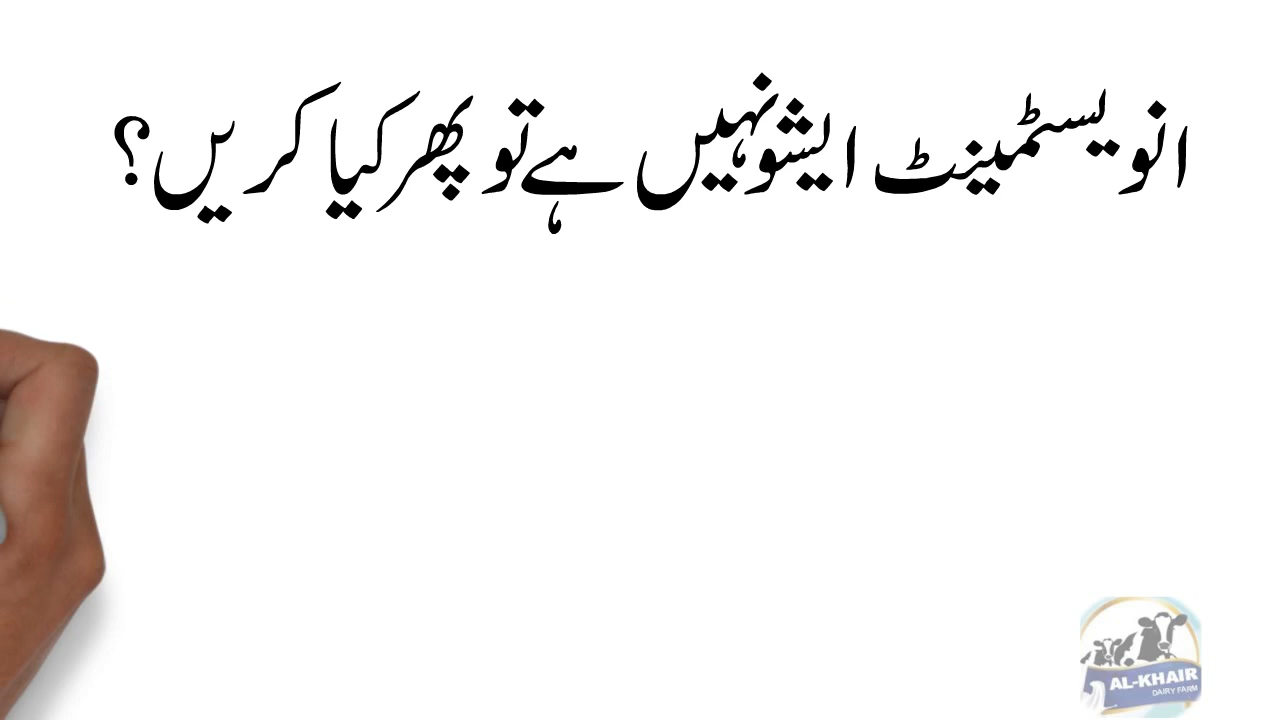 انویسٹمینٹ ایشو نہیں ہے تو پھر کیا کریں؟
AL-KHAIR
DAIRY FARM